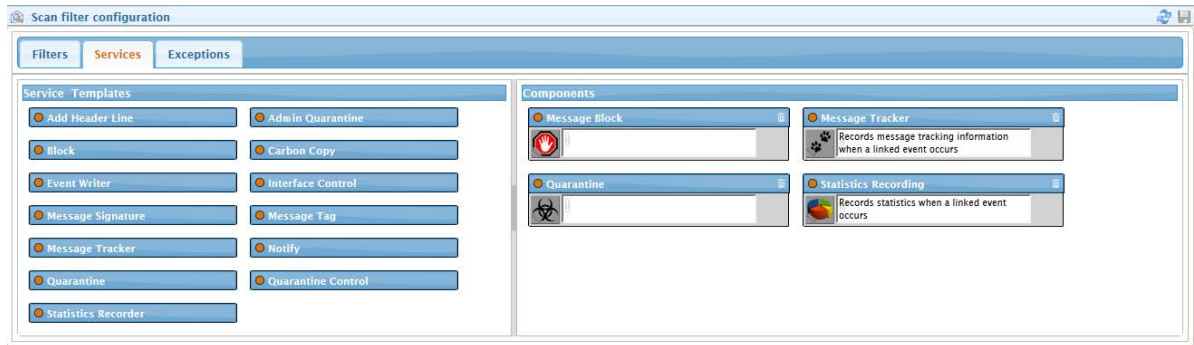 Scan filter configuration
Filters Services Exceptions
Service Templates
Add Header Line Admin Quarantine
Block Carbon Copy
Event Writer Interface Control
Message Signature Message Tag
Message Tracker Notify
Quarantine Quarantine Control
Statistics Recorder
Components
Message Block
Message Tracker
Records message tracking information
when a linked event occurs
Quarantine
Statistics Recording
Records statistics when a linked event
occurs